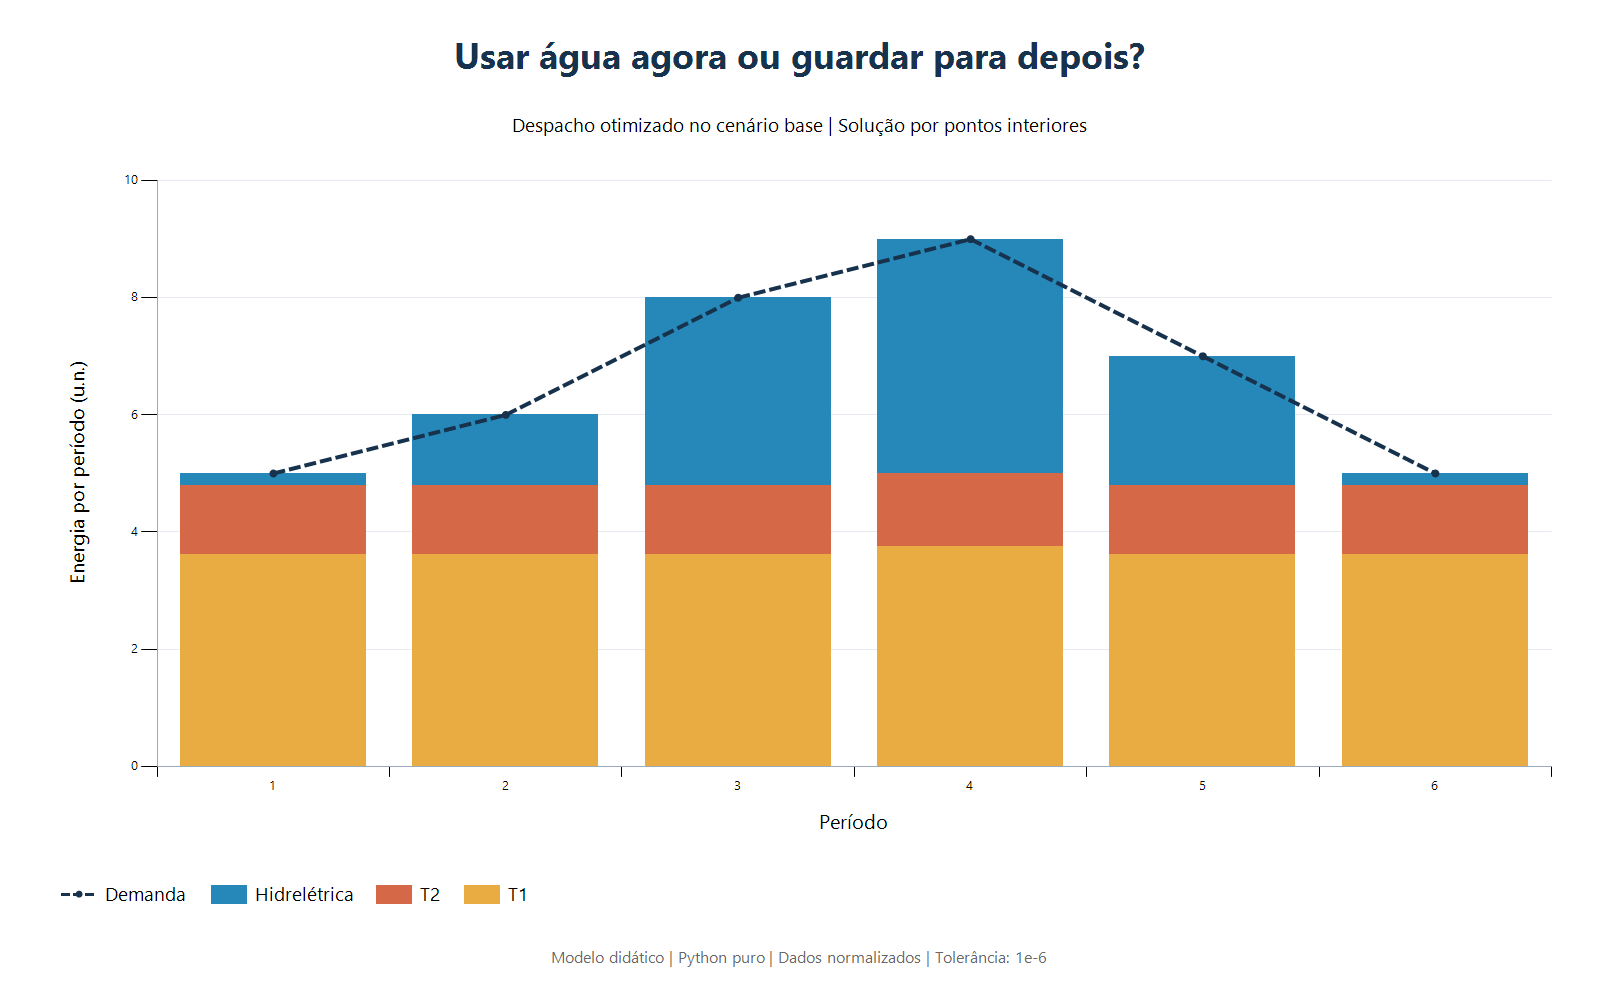 Usar água agora ou guardar para depois?
Despacho otimizado no cenário base | Solução por pontos interiores
10
8
6
4
2
0
Energia por período (u.n.)
1 2 3 4 5 6
Período
Demanda Hidrelétrica T2 T1
Modelo didático | Python puro | Dados normalizados | Tolerância: 1e-6